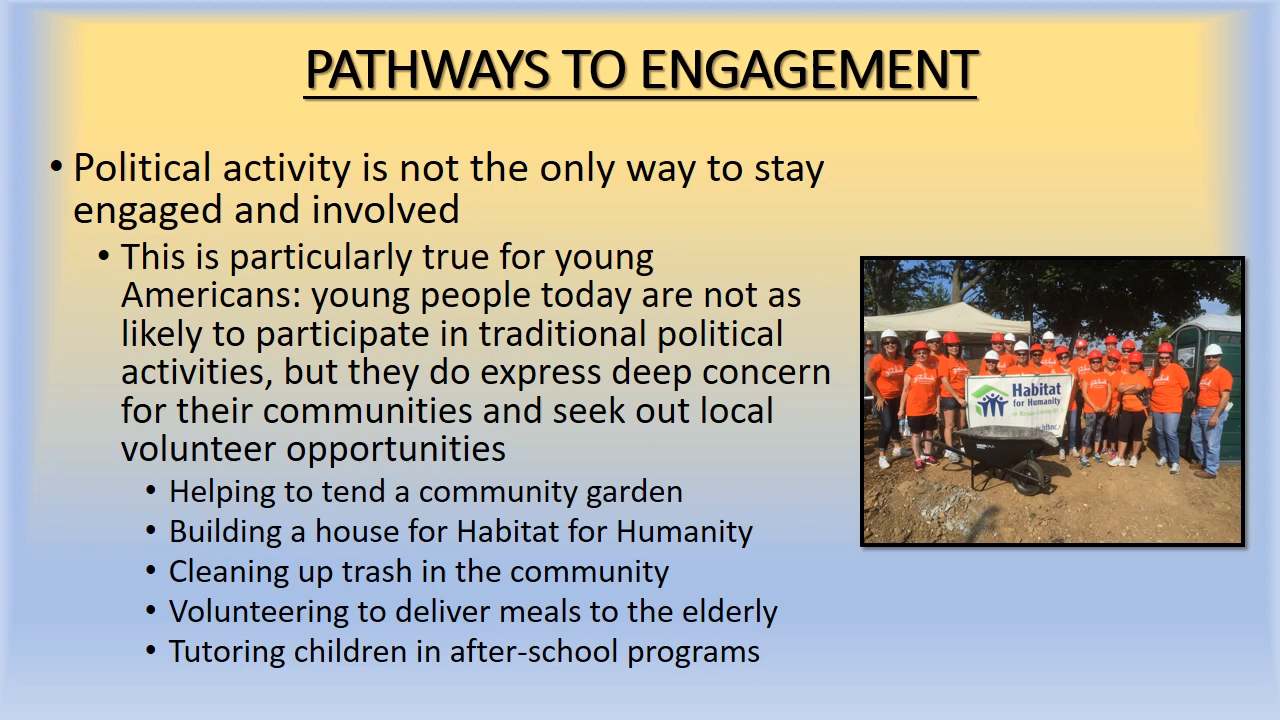 PATHWAYS TO ENGAGEMENT
• Political activity is not the only way to stay
engaged and involved
• This is particularly true for young
Americans: young people today are not as
likely to participate in traditional political
activities, but they do express deep concern
for their communities and seek out local
volunteer opportunities
• Helping to tend a community garden
• Building a house for Habitat for Humanity
• Cleaning up trash in the community
• Volunteering to deliver meals to the elderly
• Tutoring children in after-school programs
Habitat
for Humanity